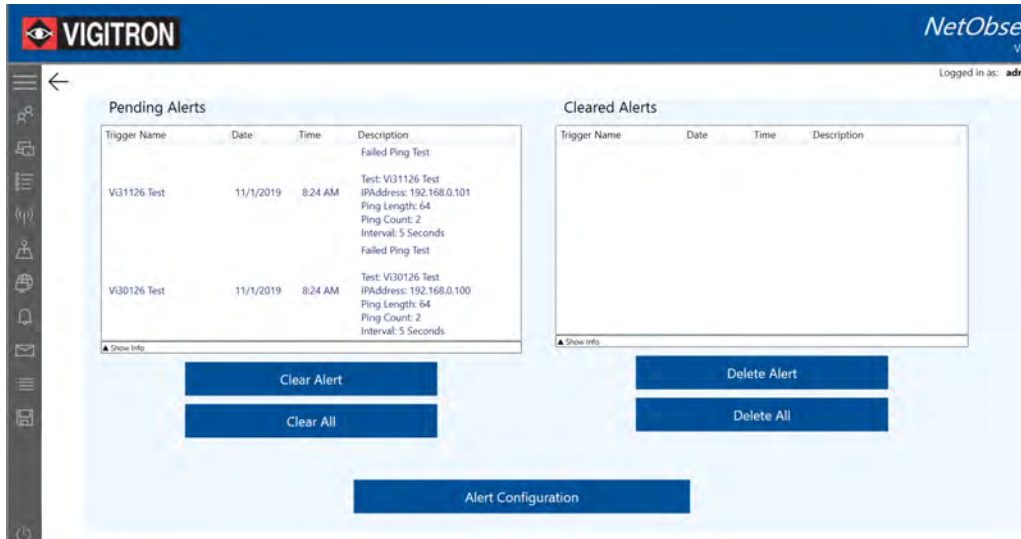 VIGITRON
NetObse
V
Logged in as: adr
Pending Alerts
Trigger Name Date Time Description
Failed Ping Test
Vi31126 Test 11/1/2019 8:24 AM
Test: Vi31126 Test
IPAddress: 192.168.0.101
Ping Length: 64
Ping Count: 2
Interval: 5 Seconds
Failed Ping Test
Vi30126 Test 11/1/2019 8:24 AM
Test: Vi30126 Test
IPAddress: 192.168.0.100
Ping Length: 64
Ping Count: 2
Interval: 5 Seconds
▲ Show Info
Clear Alert
Clear All
Cleared Alerts
Trigger Name Date Time Description
▲ Show Info
Delete Alert
Delete All
Alert Configuration